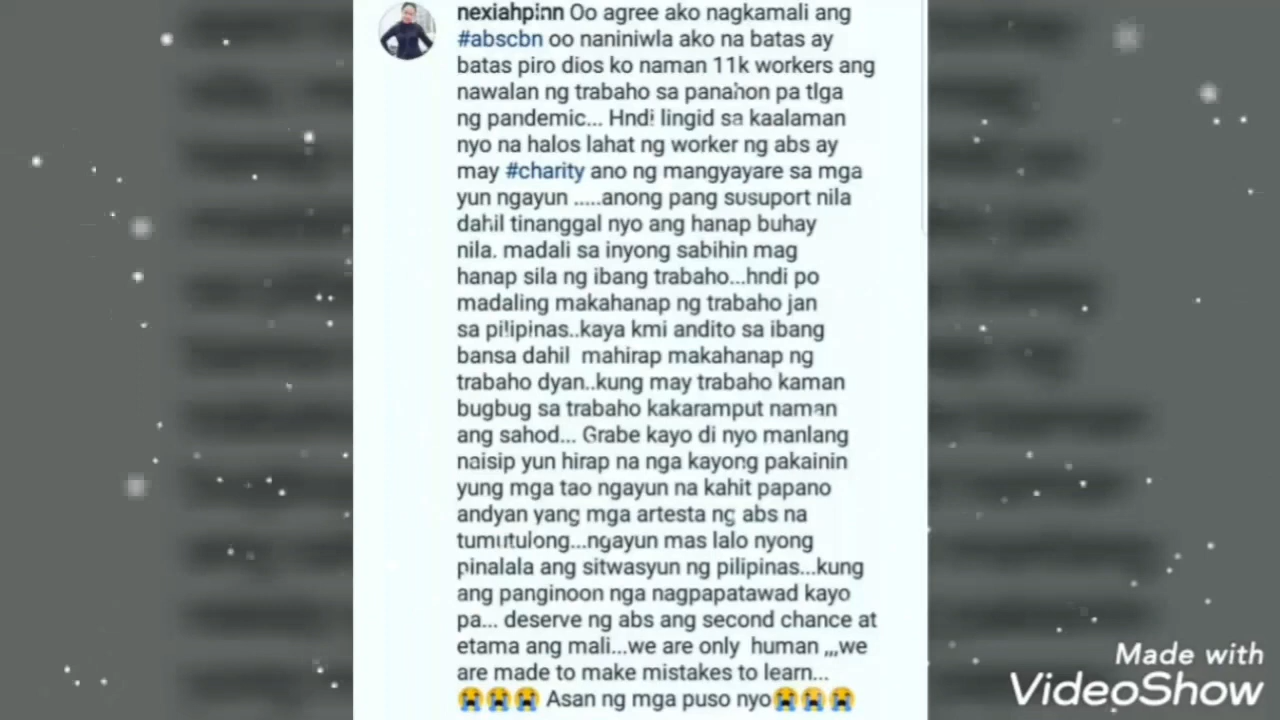 nexiahpinn Oo agree ako nagkamali ang
#abscbn oo naniniwla ako na batas ay
batas piro dios ko naman 11k workers ang
nawalan ng trabaho sa panahon pa tlga
ng pandemic... Hndi lingid sa kaalaman
nyo na halos lahat ng worker ng abs ay
may #charity ano ng mangyayare sa mga
yun ngayun .....anong pang susuport nila
dahil tinanggal nyo ang hanap buhay
nila. madali sa inyong sabihin mag
hanap sila ng ibang trabaho...hndi po
madaling makahanap ng trabaho jan
sa pilipinas..kaya kmi andito sa ibang
bansa dahil mahirap makahanap ng
trabaho dyan..kung may trabaho kaman
bugbug sa trabaho kakaramput naman
ang sahod... Grabe kayo di nyo manlang
naisip yun hirap na nga kayong pakainin
yung mga tao ngayun na kahit papano
andyan yang mga artesta ng abs na
tumutulong...ngayun mas lalo nyong
pinalala ang sitwasyun ng pilipinas...kung
ang panginoon nga nagpapatawad kayo
pa... deserve ng abs ang second chance at
etama ang mali...we are only human ,,,we
are made to make mistakes to learn...
😭😭😭 Asan ng mga puso nyo😭😭😭
Made with
VideoShow